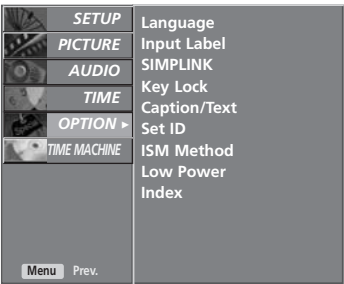 SETUP
PICTURE
AUDIO
TIME
OPTION ▸
TIME MACHINE
Language
Input Label
SIMPLINK
Key Lock
Caption/Text
Set ID
ISM Method
Low Power
Index
Menu Prev.